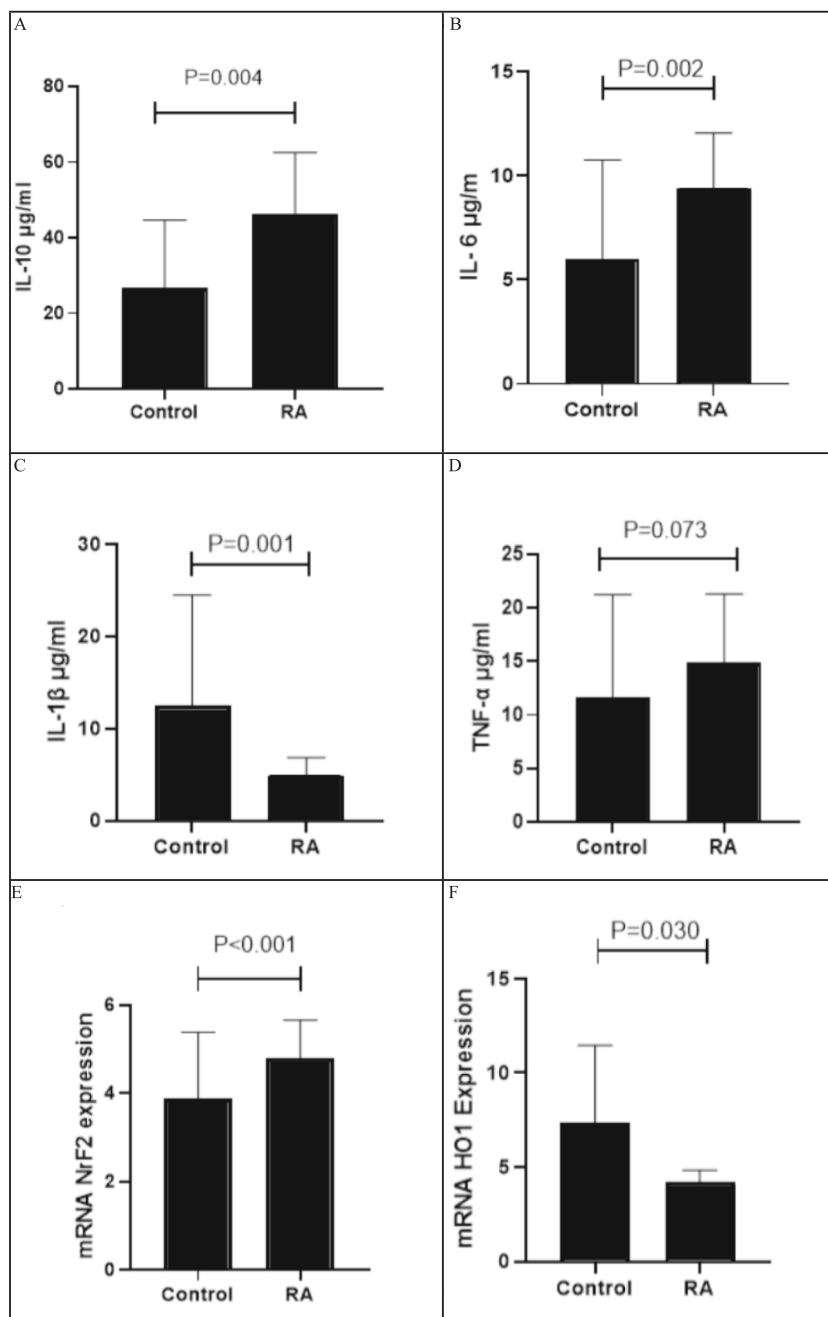 A
P=0.004
80
60
40
20
0
IL-10 µg/ml
Control RA
B
P=0.002
15
10
5
0
IL- 6 µg/m
Control RA
C
P=0.001
30
20
10
0
IL-1β µg/ml
Control RA
D
P=0.073
25
20
15
10
5
0
TNF-α µg/ml
Control RA
E
P<0.001
6
4
2
0
mRNA NrF2 expression
Control RA
F
P=0.030
15
10
5
0
mRNA HO1 Expression
Control RA